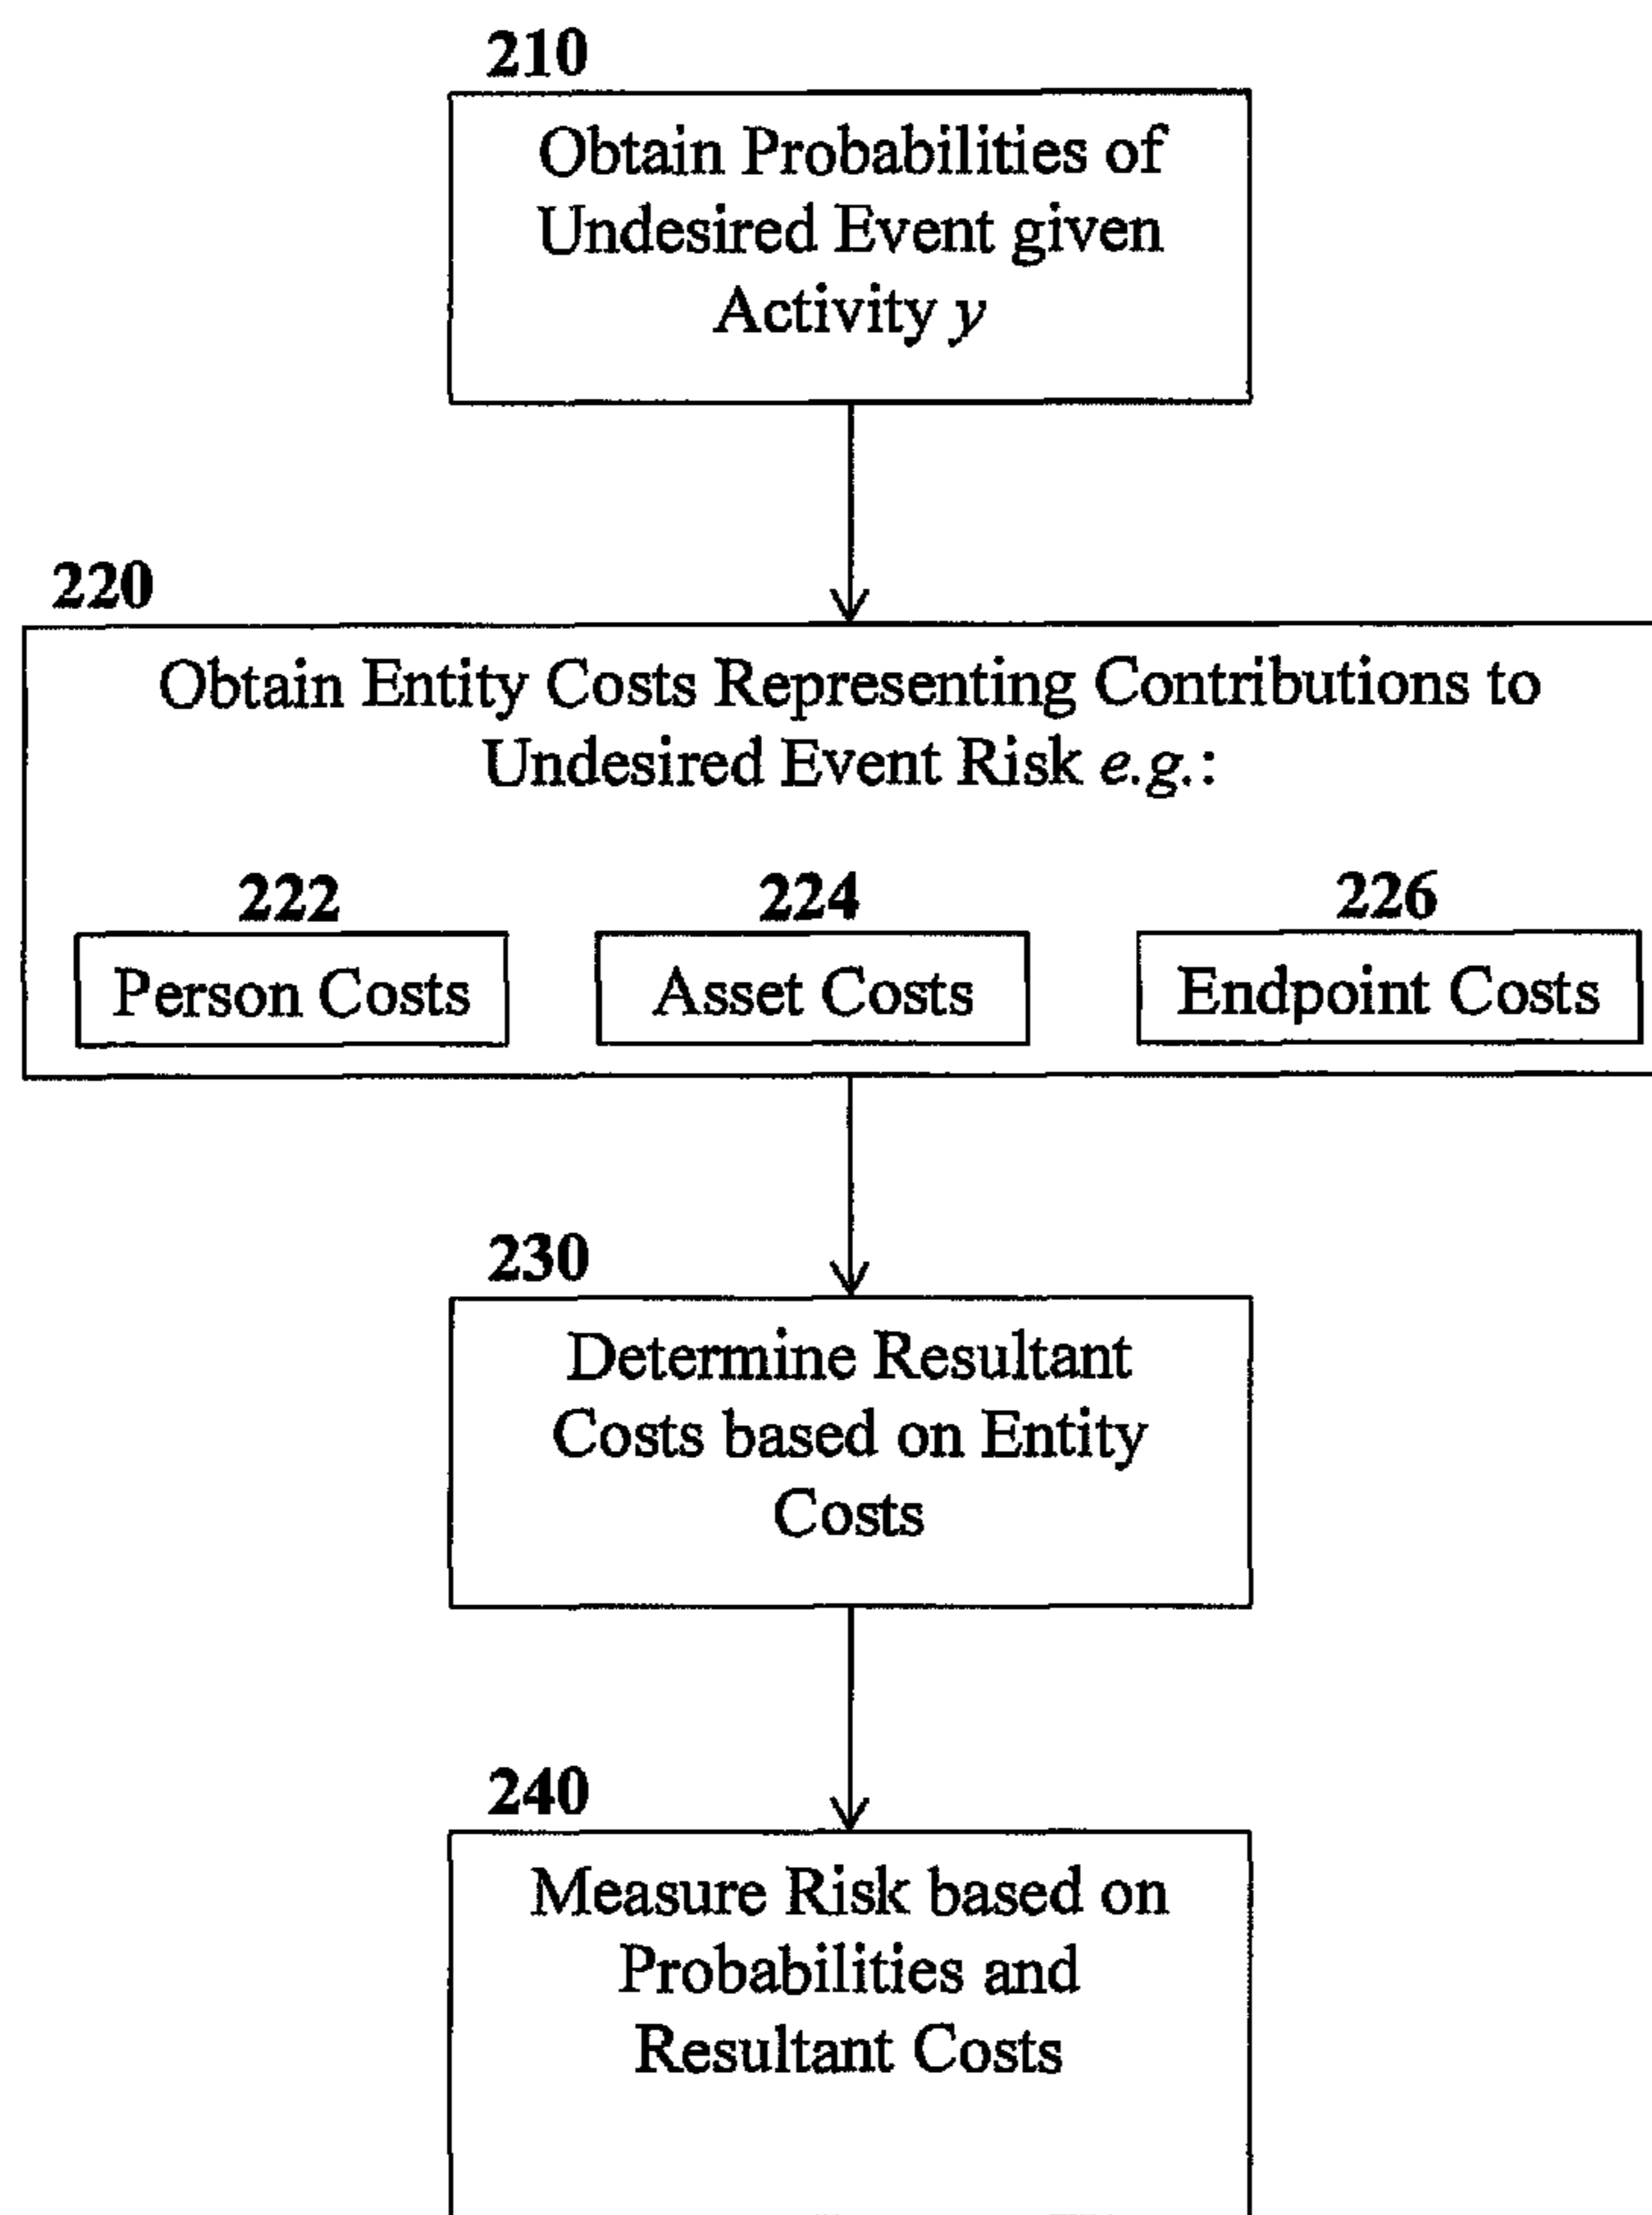 210
Obtain Probabilities of
Undesired Event given
Activity y
220
Obtain Entity Costs Representing Contributions to
Undesired Event Risk e.g.:
222
224
226
Person Costs
Asset Costs
Endpoint Costs
230
Determine Resultant
Costs based on Entity
Costs
240
Measure Risk based on
Probabilities and
Resultant Costs